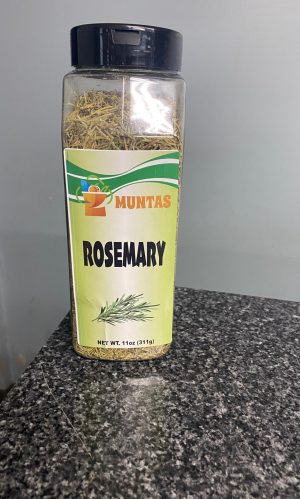 MUNTAS
ROSEMARY
NET WT. 11oz (311g)